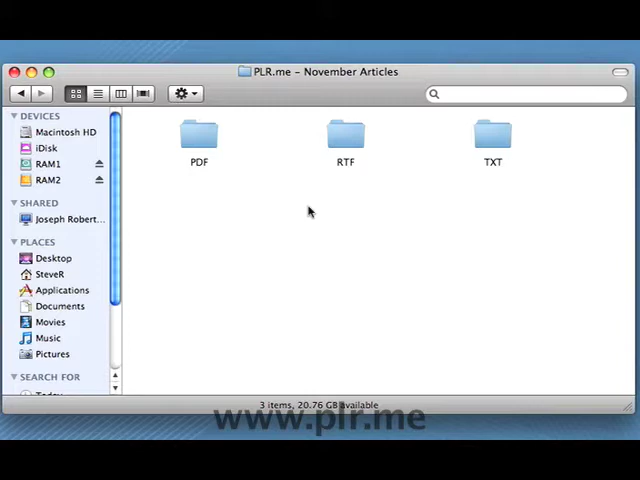 PLR.me – November Articles
DEVICES
Macintosh HD
iDisk
RAM1
RAM2
SHARED
Joseph Robert...
PLACES
Desktop
SteveR
Applications
Documents
Movies
Music
Pictures
SEARCH FOR
Today
PDF
RTF
TXT
3 items, 20.76 GB available
www.plr.me